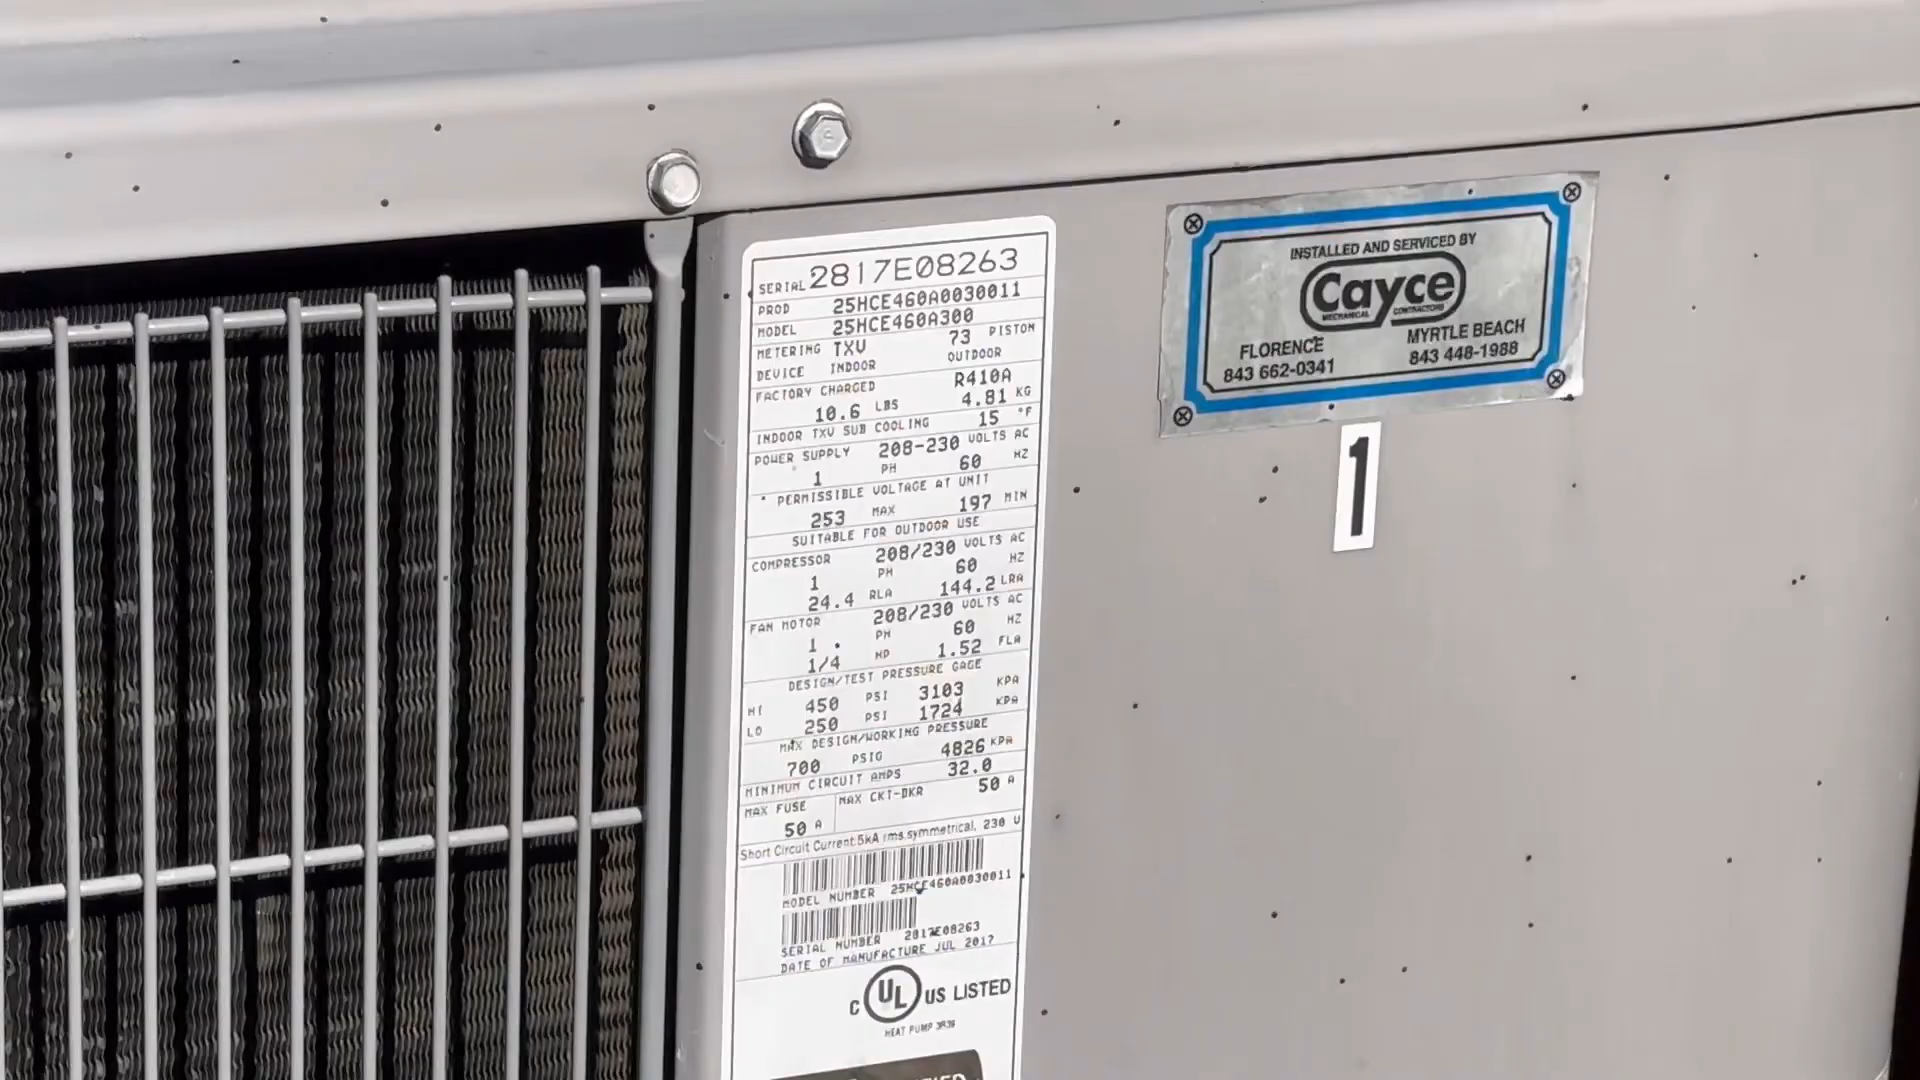 SERIAL 2817E08263
PROD 25HCE460A0030011
MODEL 25HCE460A300
METERING TXV 73 PISTON
DEVICE INDOOR OUTDOOR
FACTORY CHARGED R410A
10.6 LBS 4.81 KG
INDOOR TXV SUB COOLING 15 °F
POWER SUPPLY 208-230 VOLTS AC
1 PH 60 HZ
PERMISSIBLE VOLTAGE AT UNIT
253 MAX 197 MIN
SUITABLE FOR OUTDOOR USE
COMPRESSOR 208/230 VOLTS AC
1 PH 60 HZ
24.4 RLA 144.2 LRA
FAN MOTOR 208/230 VOLTS AC
1 PH 60 HZ
1/4 HP 1.52 FLA
DESIGN/TEST PRESSURE GAGE
HI 450 PSI 3103 KPA
LO 250 PSI 1724 KPA
MAX DESIGN/WORKING PRESSURE
700 PSIG 4826 KPA
MINIMUM CIRCUIT AMPS 32.0
MAX FUSE MAX CKT-BKR 50 A
50 A
Short Circuit Current: 5kA rms symmetrical, 230 V
MODEL NUMBER 25HCE460A0030011
SERIAL NUMBER 2817E08263
DATE OF MANUFACTURE JUL 2017
C UL US LISTED
HEAT PUMP
INSTALLED AND SERVICED BY
Cayce
MECHANICAL CONTRACTORS
FLORENCE MYRTLE BEACH
843 662-0341 843 448-1988
1